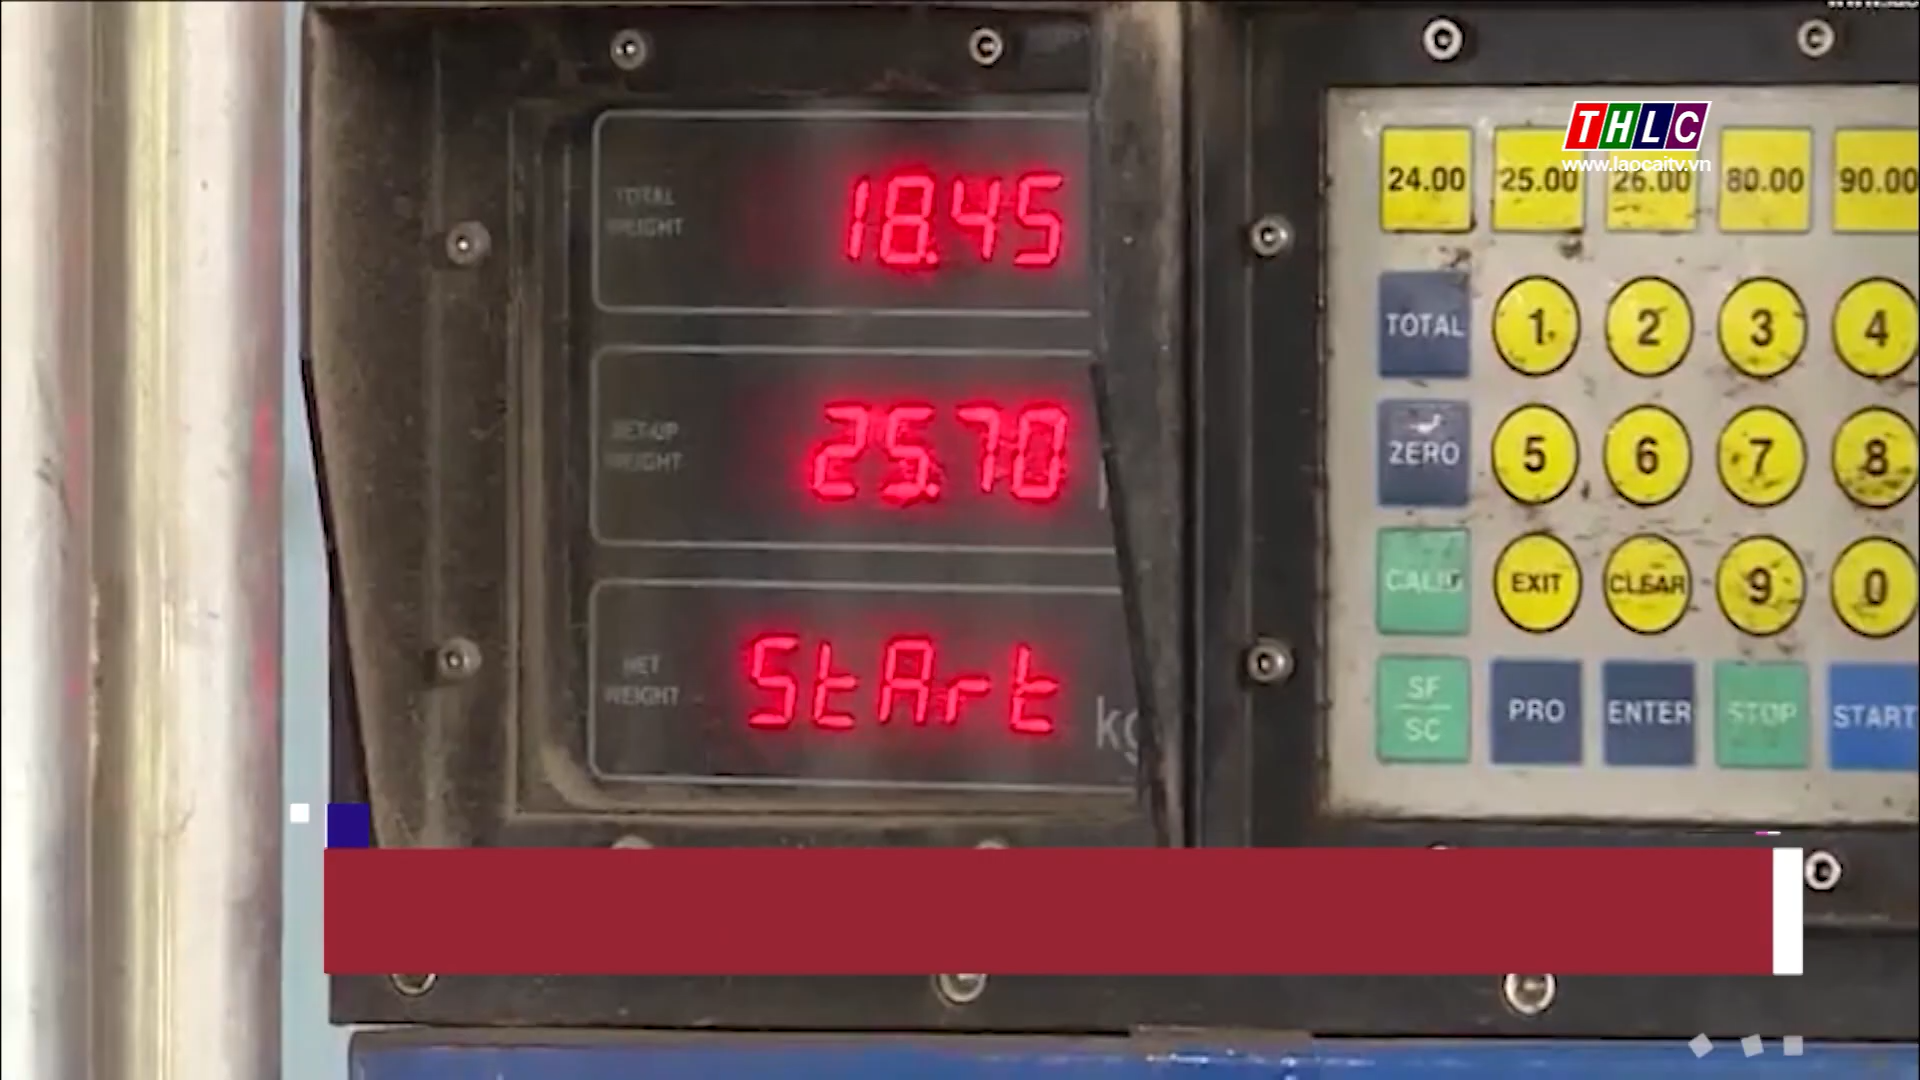 THLC
www.laocaitv.vn
TOTAL
WEIGHT
18.45
SET-UP
WEIGHT
25.70
NET
WEIGHT
StArt
kg
24.00 25.00 26.00 80.00 90.00
TOTAL 1 2 3 4
ZERO 5 6 7 8
CALIB EXIT CLEAR 9 0
SF
SC
PRO ENTER STOP START